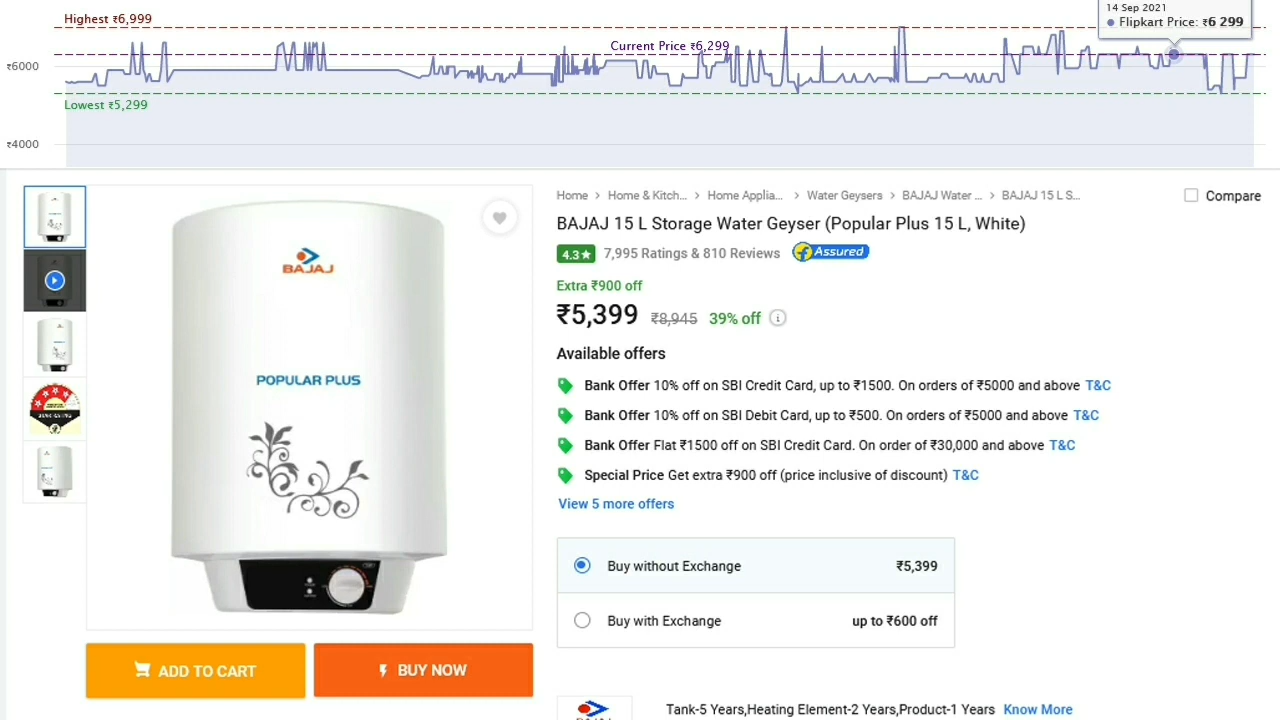 Highest ₹6,999
14 Sep 2021
● Flipkart Price: ₹6 299
Current Price ₹6,299
₹6000
Lowest ₹5,299
₹4000
Home > Home & Kitch... > Home Applia... > Water Geysers > BAJAJ Water ... > BAJAJ 15 L S...
Compare
BAJAJ 15 L Storage Water Geyser (Popular Plus 15 L, White)
4.3★ 7,995 Ratings & 810 Reviews f Assured
Extra ₹900 off
₹5,399 ₹8,945 39% off i
Available offers
Bank Offer 10% off on SBI Credit Card, up to ₹1500. On orders of ₹5000 and above T&C
Bank Offer 10% off on SBI Debit Card, up to ₹500. On orders of ₹5000 and above T&C
Bank Offer Flat ₹1500 off on SBI Credit Card. On order of ₹30,000 and above T&C
Special Price Get extra ₹900 off (price inclusive of discount) T&C
View 5 more offers
Buy without Exchange ₹5,399
Buy with Exchange up to ₹600 off
BAJAJ
POPULAR PLUS
ADD TO CART
BUY NOW
Tank-5 Years,Heating Element-2 Years,Product-1 Years Know More